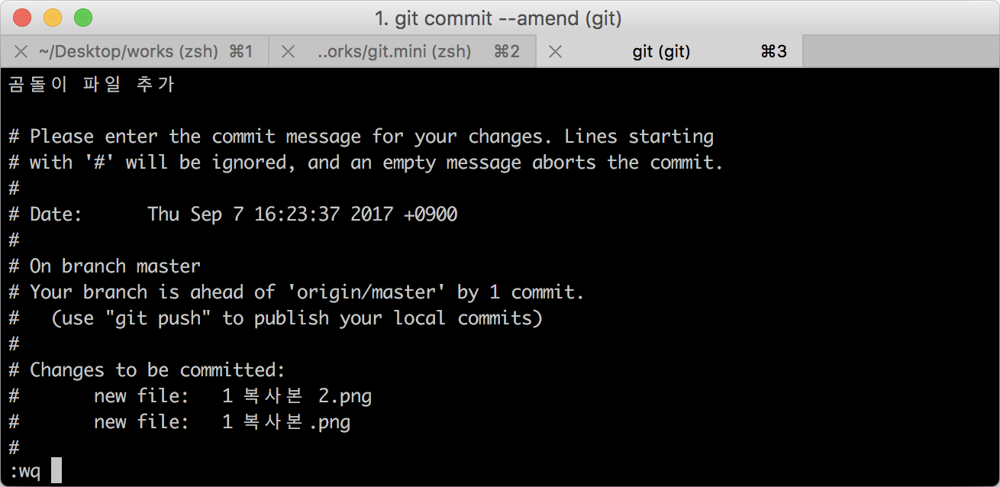 1. git commit --amend (git)
~/Desktop/works (zsh) ⌘1 ..orks/git.mini (zsh) ⌘2 git (git) ⌘3
곰돌이 파일 추가
# Please enter the commit message for your changes. Lines starting
# with '#' will be ignored, and an empty message aborts the commit.
#
# Date:      Thu Sep 7 16:23:37 2017 +0900
#
# On branch master
# Your branch is ahead of 'origin/master' by 1 commit.
#   (use "git push" to publish your local commits)
#
# Changes to be committed:
#       new file:   1 복사본 2.png
#       new file:   1 복사본.png
#
:wq